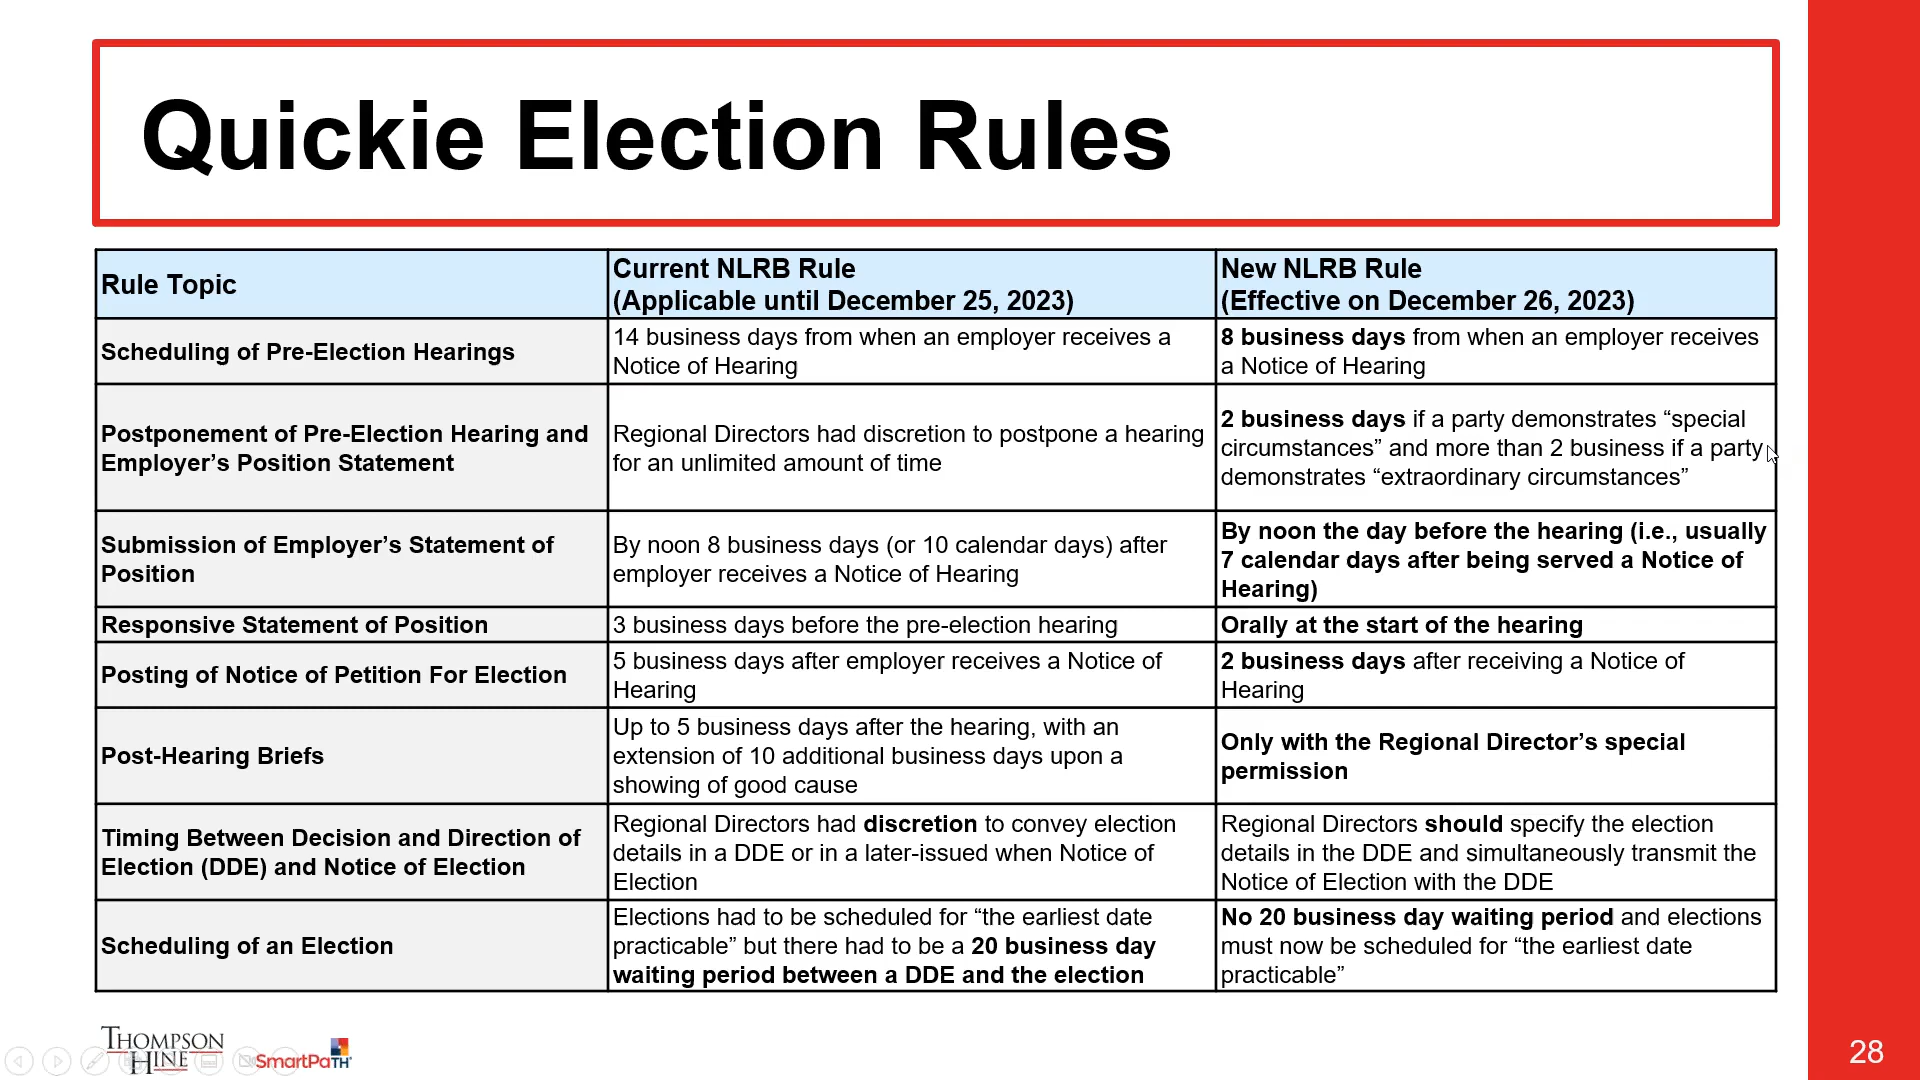 Quickie Election Rules
Rule Topic
Current NLRB Rule
(Applicable until December 25, 2023)
New NLRB Rule
(Effective on December 26, 2023)
Scheduling of Pre-Election Hearings
14 business days from when an employer receives a
Notice of Hearing
8 business days from when an employer receives
a Notice of Hearing
Postponement of Pre-Election Hearing and
Employer’s Position Statement
Regional Directors had discretion to postpone a hearing
for an unlimited amount of time
2 business days if a party demonstrates “special
circumstances” and more than 2 business if a party
demonstrates “extraordinary circumstances”
Submission of Employer’s Statement of
Position
By noon 8 business days (or 10 calendar days) after
employer receives a Notice of Hearing
By noon the day before the hearing (i.e., usually
7 calendar days after being served a Notice of
Hearing)
Responsive Statement of Position
3 business days before the pre-election hearing
Orally at the start of the hearing
Posting of Notice of Petition For Election
5 business days after employer receives a Notice of
Hearing
2 business days after receiving a Notice of
Hearing
Post-Hearing Briefs
Up to 5 business days after the hearing, with an
extension of 10 additional business days upon a
showing of good cause
Only with the Regional Director’s special
permission
Timing Between Decision and Direction of
Election (DDE) and Notice of Election
Regional Directors had discretion to convey election
details in a DDE or in a later-issued when Notice of
Election
Regional Directors should specify the election
details in the DDE and simultaneously transmit the
Notice of Election with the DDE
Scheduling of an Election
Elections had to be scheduled for “the earliest date
practicable” but there had to be a 20 business day
waiting period between a DDE and the election
No 20 business day waiting period and elections
must now be scheduled for “the earliest date
practicable”
THOMPSON
HINE
SmartPaTH
28